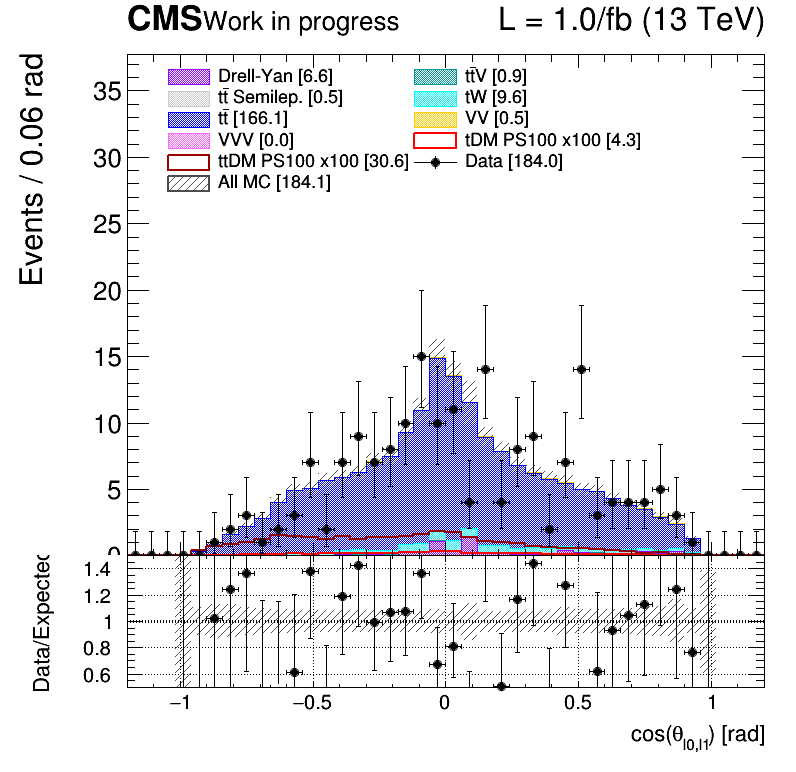 CMS Work in progress L = 1.0/fb (13 TeV)
Events / 0.06 rad
Drell-Yan [6.6] tt̄V [0.9]
tt̄ Semilep. [0.5] tW [9.6]
tt̄ [166.1] VV [0.5]
VVV [0.0] tDM PS100 x100 [4.3]
ttDM PS100 x100 [30.6] Data [184.0]
All MC [184.1]
35
30
25
20
15
10
5
0
Data/Expected
1.4
1.2
1
0.8
0.6
−1 −0.5 0 0.5 1
cos(θl0,l1) [rad]